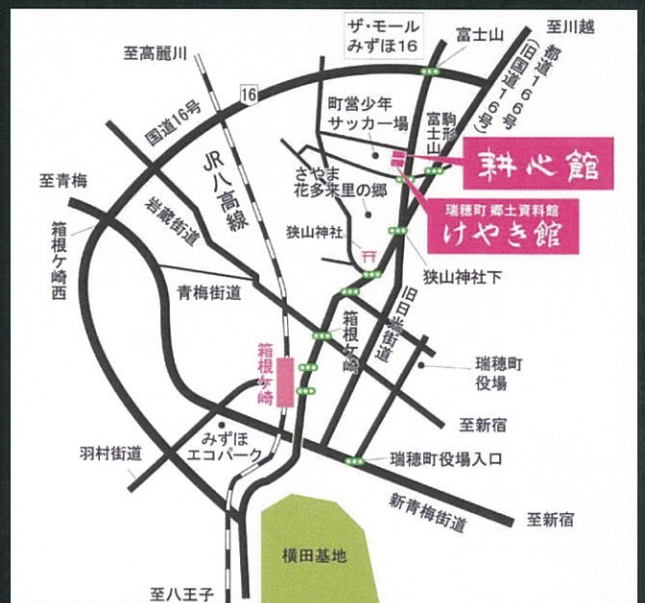 ザ・モール
みずほ16
富士山
至川越
至高麗川
都道166号
(旧国道16号)
16
国道16号
町営少年
サッカー場
駒形
富士山
耕心館
JR八高線
さやま
花多来里の郷
至青梅
岩蔵街道
瑞穂町 郷土資料館
けやき館
箱根ケ崎西
狭山神社
狭山神社下
青梅街道
旧日光街道
箱根ケ崎
箱根ケ崎
瑞穂町
役場
至新宿
みずほ
エコパーク
羽村街道
瑞穂町役場入口
新青梅街道
至新宿
横田基地
至八王子